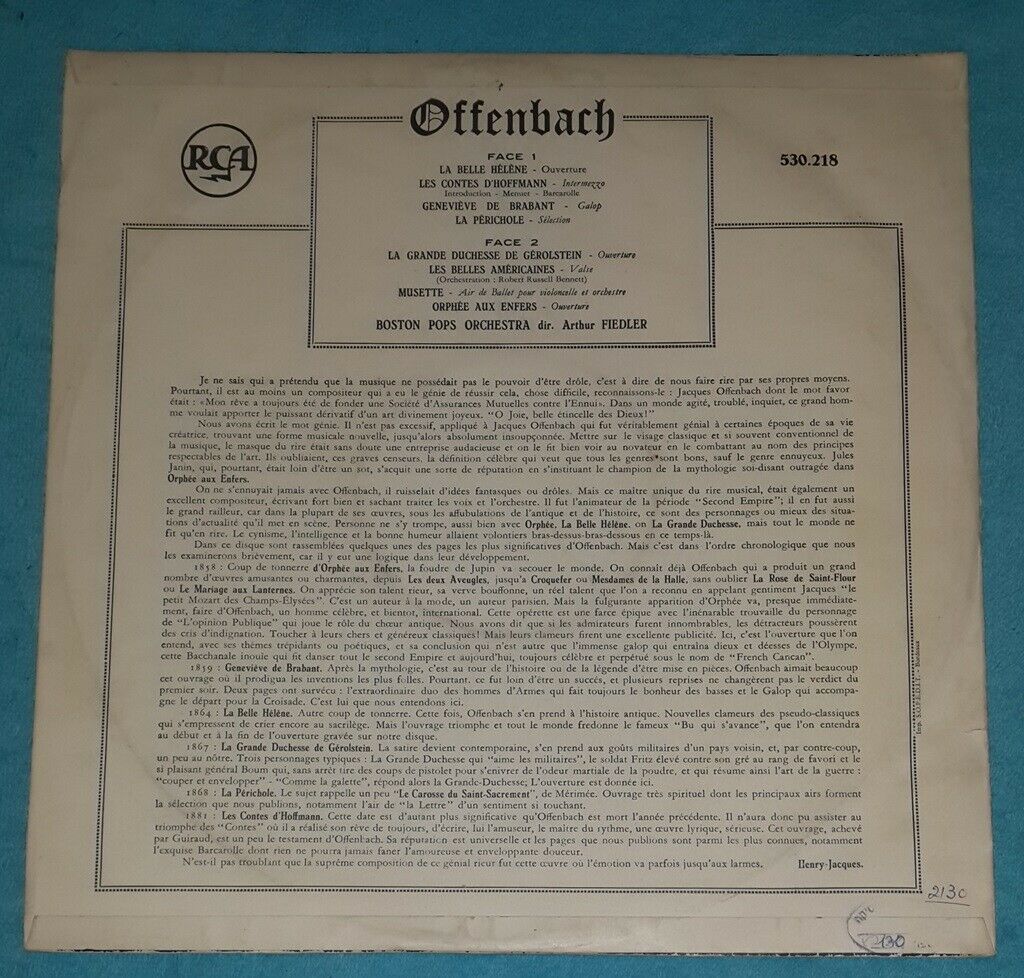 Offenbach
RCA
530.218
FACE 1
LA BELLE HÉLÈNE - Ouverture
LES CONTES D'HOFFMANN - Intermezzo
Introduction - Menuet - Barcarolle
GENEVIÈVE DE BRABANT - Galop
LA PÉRICHOLE - Sélection
FACE 2
LA GRANDE DUCHESSE DE GÉROLSTEIN - Ouverture
LES BELLES AMÉRICAINES - Valse
(Orchestration : Robert Russell Bennett)
MUSETTE - Air de Ballet pour violoncelle et orchestre
ORPHÉE AUX ENFERS - Ouverture
BOSTON POPS ORCHESTRA dir. Arthur FIEDLER
Je ne sais qui a prétendu que la musique ne possédait pas le pouvoir d'être drôle, c'est à dire de nous faire rire par ses propres moyens.
Pourtant, il est au moins un compositeur qui a eu le génie de réussir cela, chose difficile, reconnaissons-le : Jacques Offenbach dont le mot favor
était : «Mon rêve a toujours été de fonder une Société d'Assurances Mutuelles contre l'Ennui». Dans un monde agité, troublé, inquiet, ce grand hom-
me voulait apporter le puissant dérivatif d'un art divinement joyeux. "O Joie, belle étincelle des Dieux!"
Nous avons écrit le mot génie. Il n'est pas excessif, appliqué à Jacques Offenbach qui fut véritablement génial à certaines époques de sa vie
créatrice, trouvant une forme musicale nouvelle, jusqu'alors absolument insoupçonnée. Mettre sur le visage classique et si souvent conventionnel de
la musique, le masque du rire était sans doute une entreprise audacieuse et on le fit bien voir au novateur en le combattant au nom des principes
respectables de l'art. Ils oubliaient, ces graves censeurs, la définition célèbre qui veut que tous les genres sont bons, sauf le genre ennuyeux. Jules
Janin, qui, pourtant, était loin d'être un sot, s'acquit une sorte de réputation en s'instituant le champion de la mythologie soi-disant outragée dans
Orphée aux Enfers.
On ne s'ennuyait jamais avec Offenbach, il ruisselait d'idées fantasques ou drôles. Mais ce maître unique du rire musical, était également un
excellent compositeur, écrivant fort bien et sachant traiter les voix et l'orchestre. Il fut l'animateur de la période "Second Empire"; il en fut aussi
le grand railleur, car dans la plupart de ses œuvres, sous les affubulations de l'antique et de l'histoire, ce sont des personnages ou mieux des situa-
tions d'actualité qu'il met en scène. Personne ne s'y trompe, aussi bien avec Orphée, La Belle Hélène, on La Grande Duchesse, mais tout le monde ne
fit qu'en rire. Le cynisme, l'intelligence et la bonne humeur allaient volontiers bras-dessus-bras-dessous en ce temps-là.
Dans ce disque sont rassemblées quelques unes des pages les plus significatives d'Offenbach. Mais c'est dans l'ordre chronologique que nous
les examinerons brièvement, car il y eut une logique dans leur développement.
1858 : Coup de tonnerre d'Orphée aux Enfers, la foudre de Jupin va secouer le monde. On connaît déjà Offenbach qui a produit un grand
nombre d'œuvres amusantes ou charmantes, depuis Les deux Aveugles, jusqu'a Croquefer ou Mesdames de la Halle, sans oublier La Rose de Saint-Flour
ou Le Mariage aux Lanternes. On apprécie son talent rieur, sa verve bouffonne, un réel talent que l'on a reconnu en appelant gentiment Jacques "le
petit Mozart des Champs-Elysées". C'est un auteur à la mode, un auteur parisien. Mais la fulgurante apparition d'Orphée va, presque immédiate-
ment, faire d'Offenbach, un homme célèbre, et bientot, international. Cette opérette est une farce épique avec l'inénarable trouvaille du personnage
de "L'opinion Publique" qui joue le rôle du chœur antique. Nous avons dit que si les admirateurs furent innombrables, les détracteurs poussèrent
des cris d'indignation. Toucher à leurs chers et généreux classiques! Mais leurs clameurs firent une excellente publicité. Ici, c'est l'ouverture que l'on
entend, avec ses thèmes trépidants ou poétiques, et sa conclusion qui n'est autre que l'immense galop qui entraîna dieux et déesses de l'Olympe,
cette Bacchanale inouïe qui fit danser tout le second Empire et aujourd'hui, toujours célèbre et perpétué sous le nom de "French Cancan".
1859 : Geneviève de Brabant. Après la mythologie, c'est au tour de l'histoire ou de la légende d'être mise en pièces. Offenbach aimait beaucoup
cet ouvrage où il prodigua les inventions les plus folles. Pourtant. ce fut loin d'être un succés, et plusieurs reprises ne changèrent pas le verdict du
premier soir. Deux pages ont survécu : l'extraordinaire duo des hommes d'Armes qui fait toujours le bonheur des basses et le Galop qui accompa-
gne le départ pour la Croisade. C'est lui que nous entendons ici.
1864 : La Belle Hélène. Autre coup de tonnerre. Cette fois, Offenbach s'en prend à l'histoire antique. Nouvelles clameurs des pseudo-classiques
qui s'empressent de crier encore au sacrilège. Mais l'ouvrage triomphe et tout le monde fredonne le fameux "Bu qui s'avance", que l'on entendra
au début et à la fin de l'ouverture gravée sur notre disque.
1867 : La Grande Duchesse de Gérolstein. La satire devient contemporaine, s'en prend aux goûts militaires d'un pays voisin, et, par contre-coup,
un peu au nôtre. Trois personnages typiques : La Grande Duchesse qui "aime les militaires", le soldat Fritz élevé contre son gré au rang de favori et le
si plaisant général Boum qui, sans arrèt tire des coups de pistolet pour s'enivrer de l'odeur martiale de la poudre, et qui résume ainsi l'art de la guerre :
"couper et envelopper" - "Comme la galete", répond alors la Grande-Duchesse; L'ouverture est donnée ici.
1868 : La Périchole. Le sujet rappelle un peu "Le Carosse du Saint-Sacrement", de Mérimée. Ouvrage très spirituel dont les principaux airs forment
la sélection que nous publions, notamment l'air de "la Lettre" d'un sentiment si touchant.
1881 : Les Contes d'Hoffmann. Cette date est d'autant plus significative qu'Offenbach est mort l'année précédente. Il n'aura donc pu assister au
triomphe des "Contes" où il a réalisé son rêve de toujours, d'écrire, lui l'amuseur, le maître du rythme, une œuvre lyrique, sérieuse. Cet ouvrage, achevé
par Guiraud, est un peu le testament d'Offenbach. Sa réputation est universelle et les pages que nous publions sont parmi les plus connues, notamment
l'exquise Barcarolle dont rien ne pourra jamais faner l'amoureuse et enveloppante douceur.
N'est-il pas troublant que la suprême composition de ce génial rieur fut cette œuvre où l'émotion va parfois jusqu'aux larmes. Henry-Jacques.
2130
2130